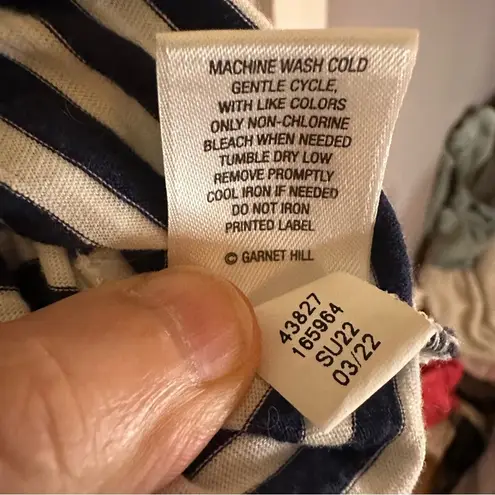 MACHINE WASH COLD
GENTLE CYCLE,
WITH LIKE COLORS
ONLY NON-CHLORINE
BLEACH WHEN NEEDED
TUMBLE DRY LOW
REMOVE PROMPTLY
COOL IRON IF NEEDED
DO NOT IRON
PRINTED LABEL
© GARNET HILL
43827
165964
SU22
03/22